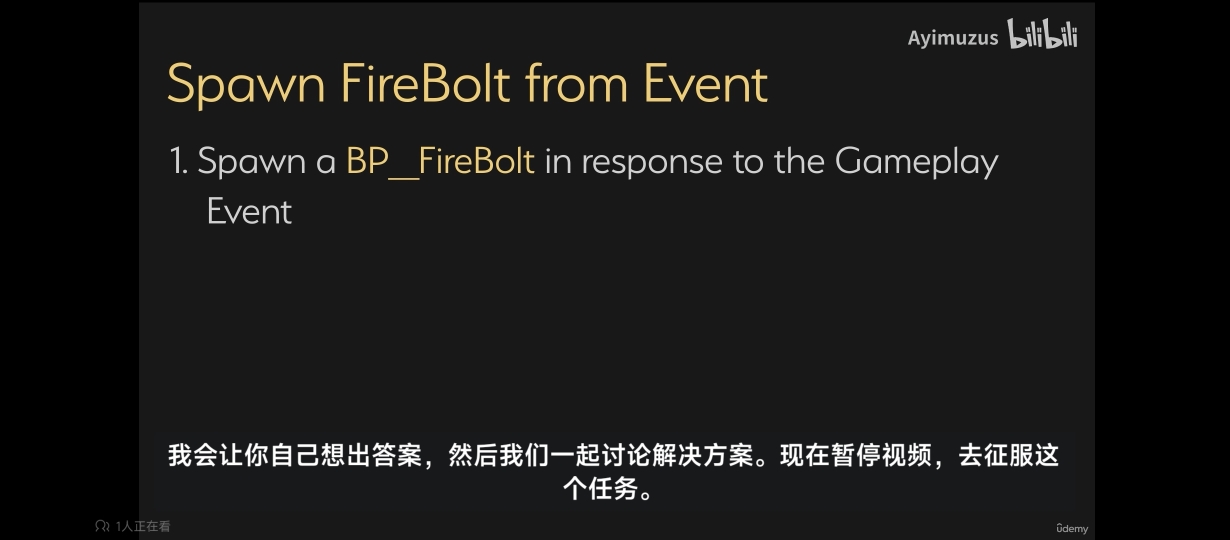 Ayimuzus bilibili
Spawn FireBolt from Event
1. Spawn a BP_FireBolt in response to the Gameplay
Event
我会让你自己想出答案，然后我们一起讨论解决方案。现在暂停视频，去征服这
个任务。
1人正在看
ûdemy